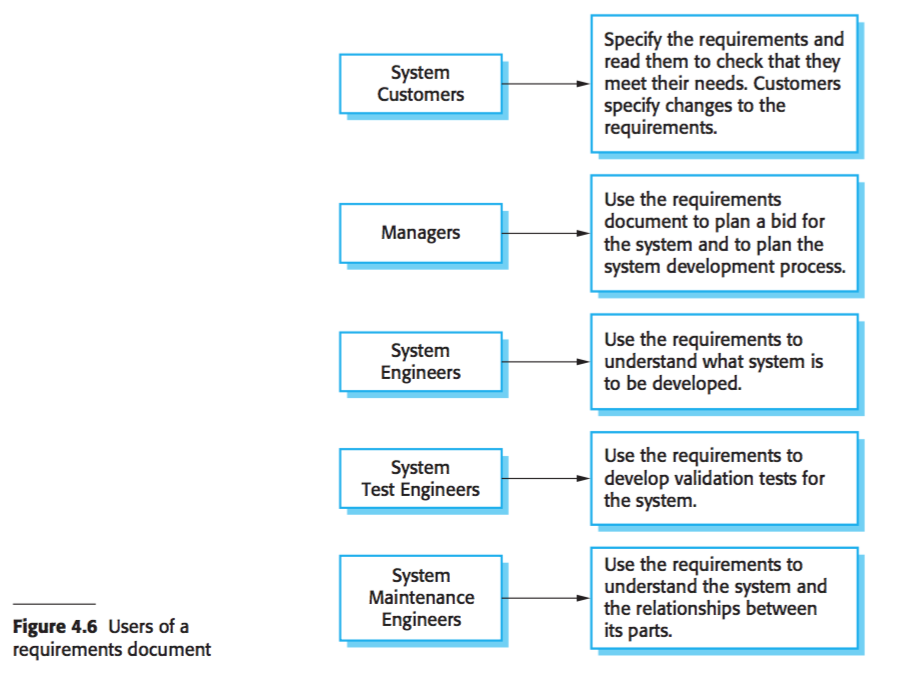 System
Customers
Specify the requirements and
read them to check that they
meet their needs. Customers
specify changes to the
requirements.
Managers
Use the requirements
document to plan a bid for
the system and to plan the
system development process.
System
Engineers
Use the requirements to
understand what system is
to be developed.
System
Test Engineers
Use the requirements to
develop validation tests for
the system.
System
Maintenance
Engineers
Use the requirements to
understand the system and
the relationships between
its parts.
Figure 4.6 Users of a
requirements document